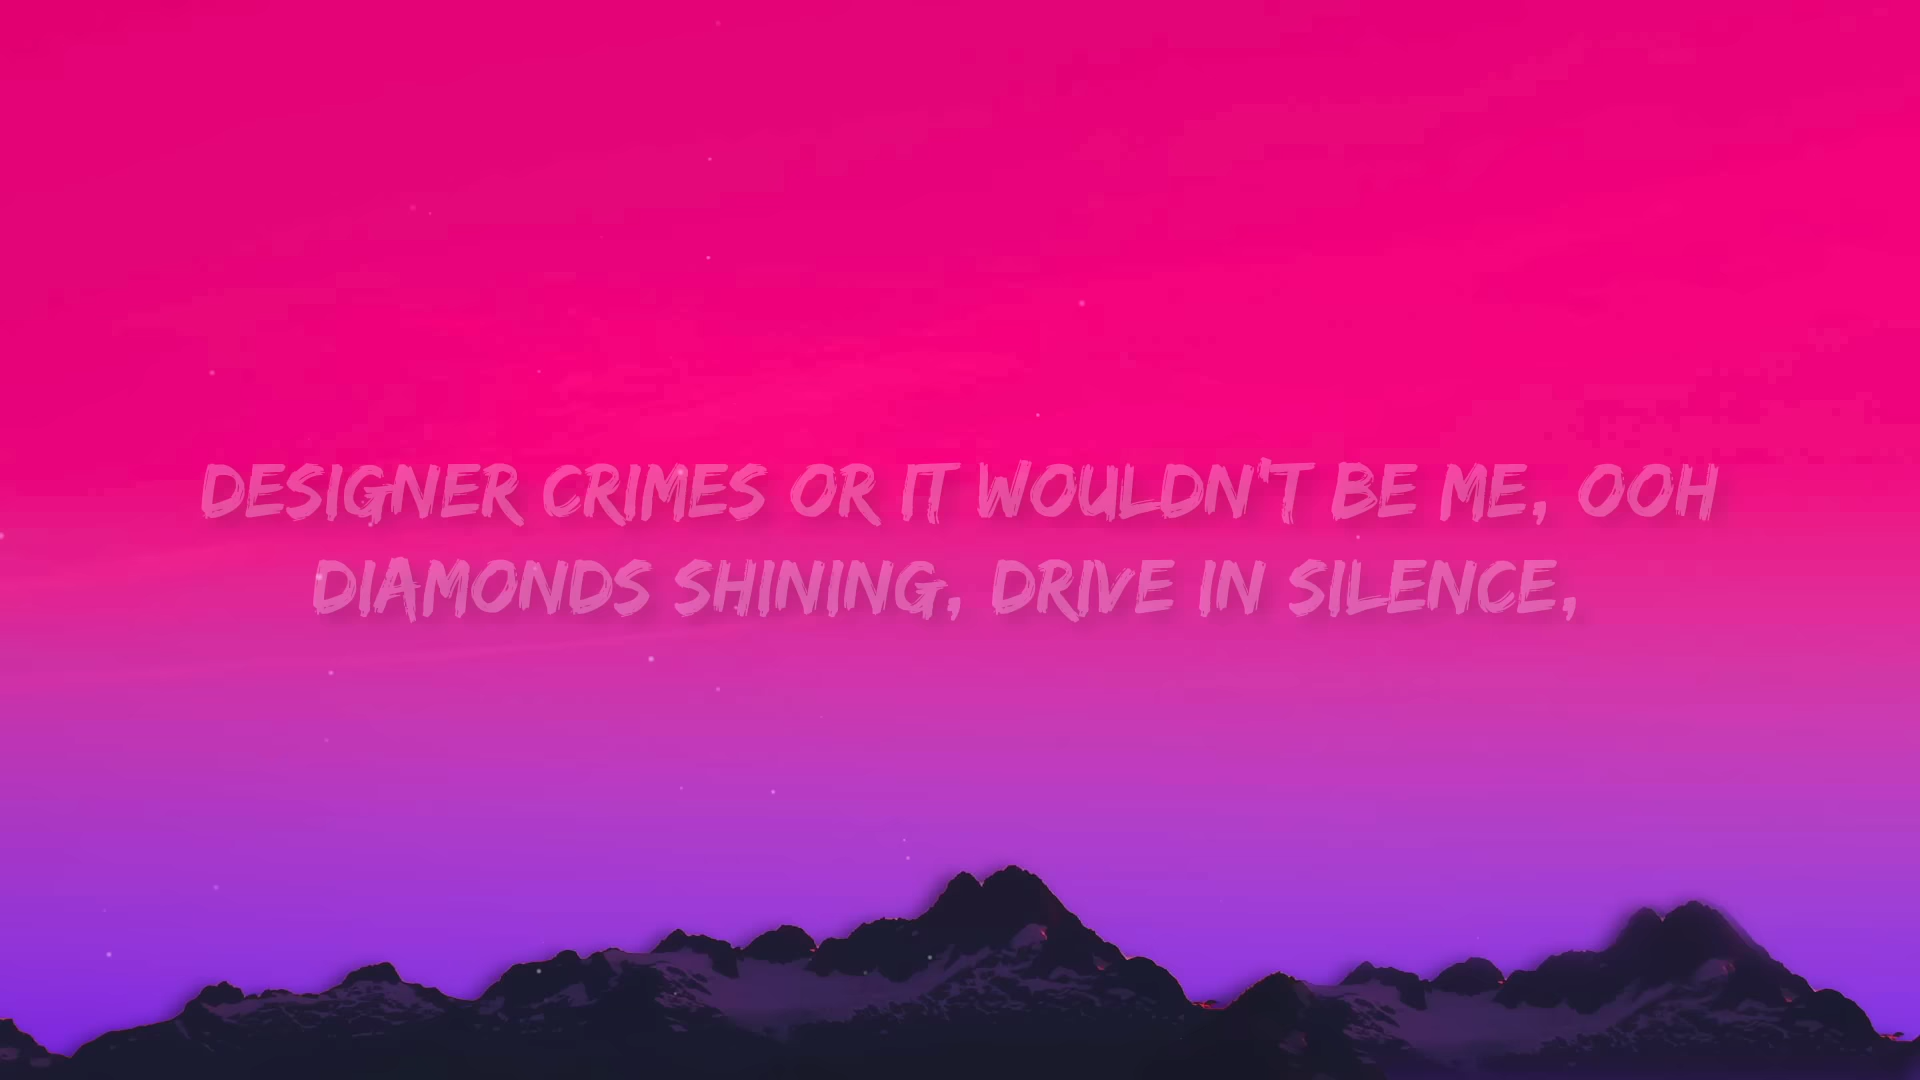 DESIGNER CRIMES OR IT WOULDN'T BE ME, OOH
DIAMONDS SHINING, DRIVE IN SILENCE,